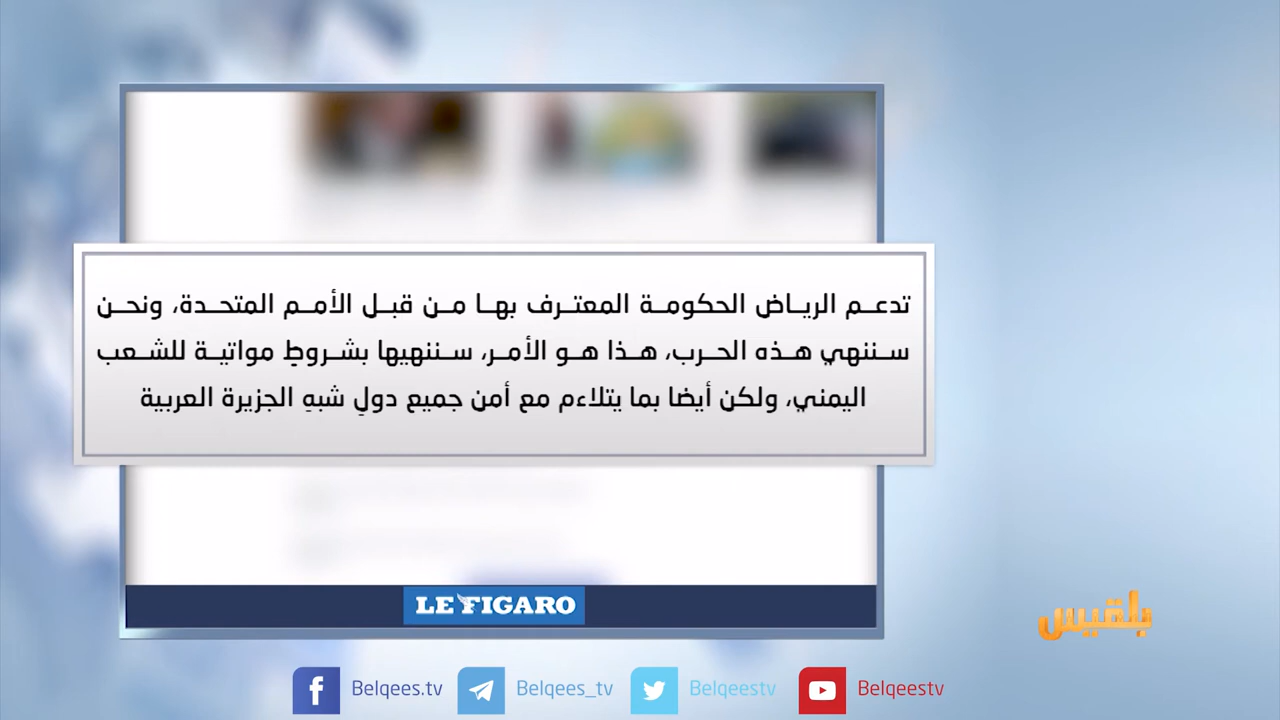 تدعم الرياض الحكومة المعترف بها من قبل الأمم المتحدة، ونحن
سننهي هذه الحرب، هذا هو الأمر، سننهيها بشروطٍ مواتية للشعب
اليمني، ولكن أيضا بما يتلاءم مع أمن جميع دولِ شبهِ الجزيرة العربية
LE FIGARO
بلقيس
Belqees.tv
Belqees_tv
Belqeestv
Belqeestv